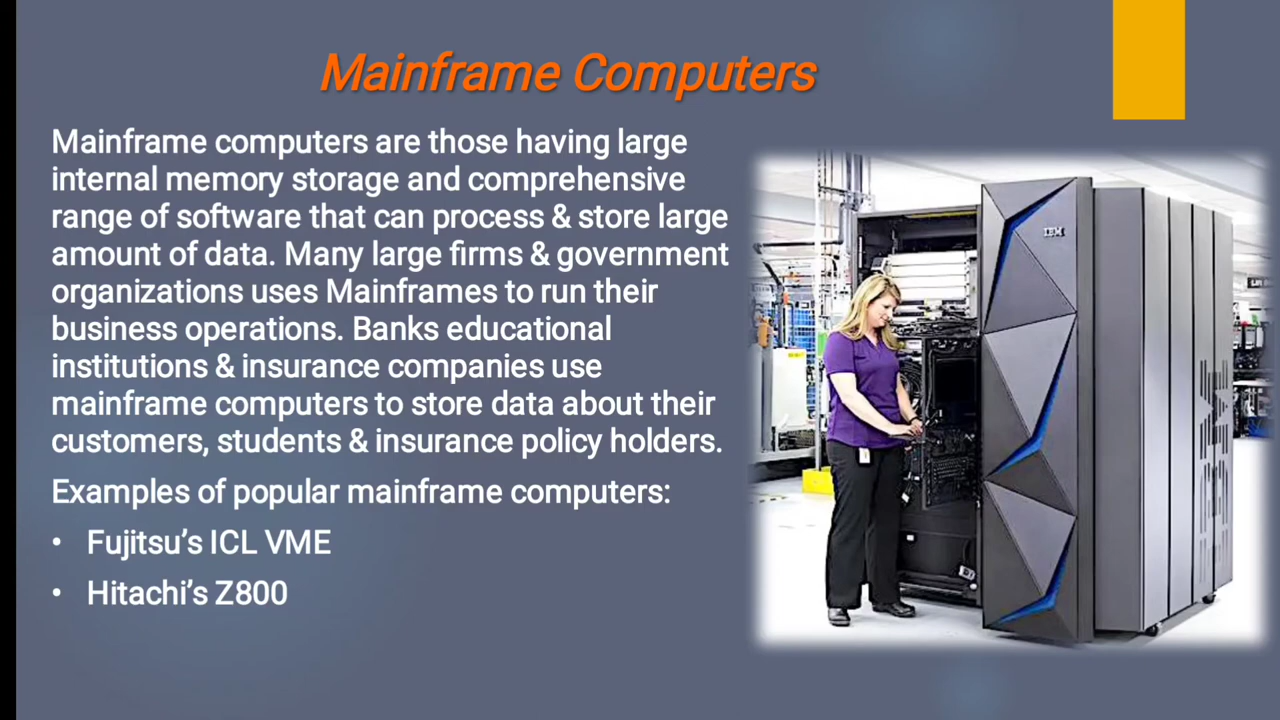 Mainframe Computers
Mainframe computers are those having large
internal memory storage and comprehensive
range of software that can process & store large
amount of data. Many large firms & government
organizations uses Mainframes to run their
business operations. Banks educational
institutions & insurance companies use
mainframe computers to store data about their
customers, students & insurance policy holders.
Examples of popular mainframe computers:
• Fujitsu’s ICL VME
• Hitachi’s Z800
IBM